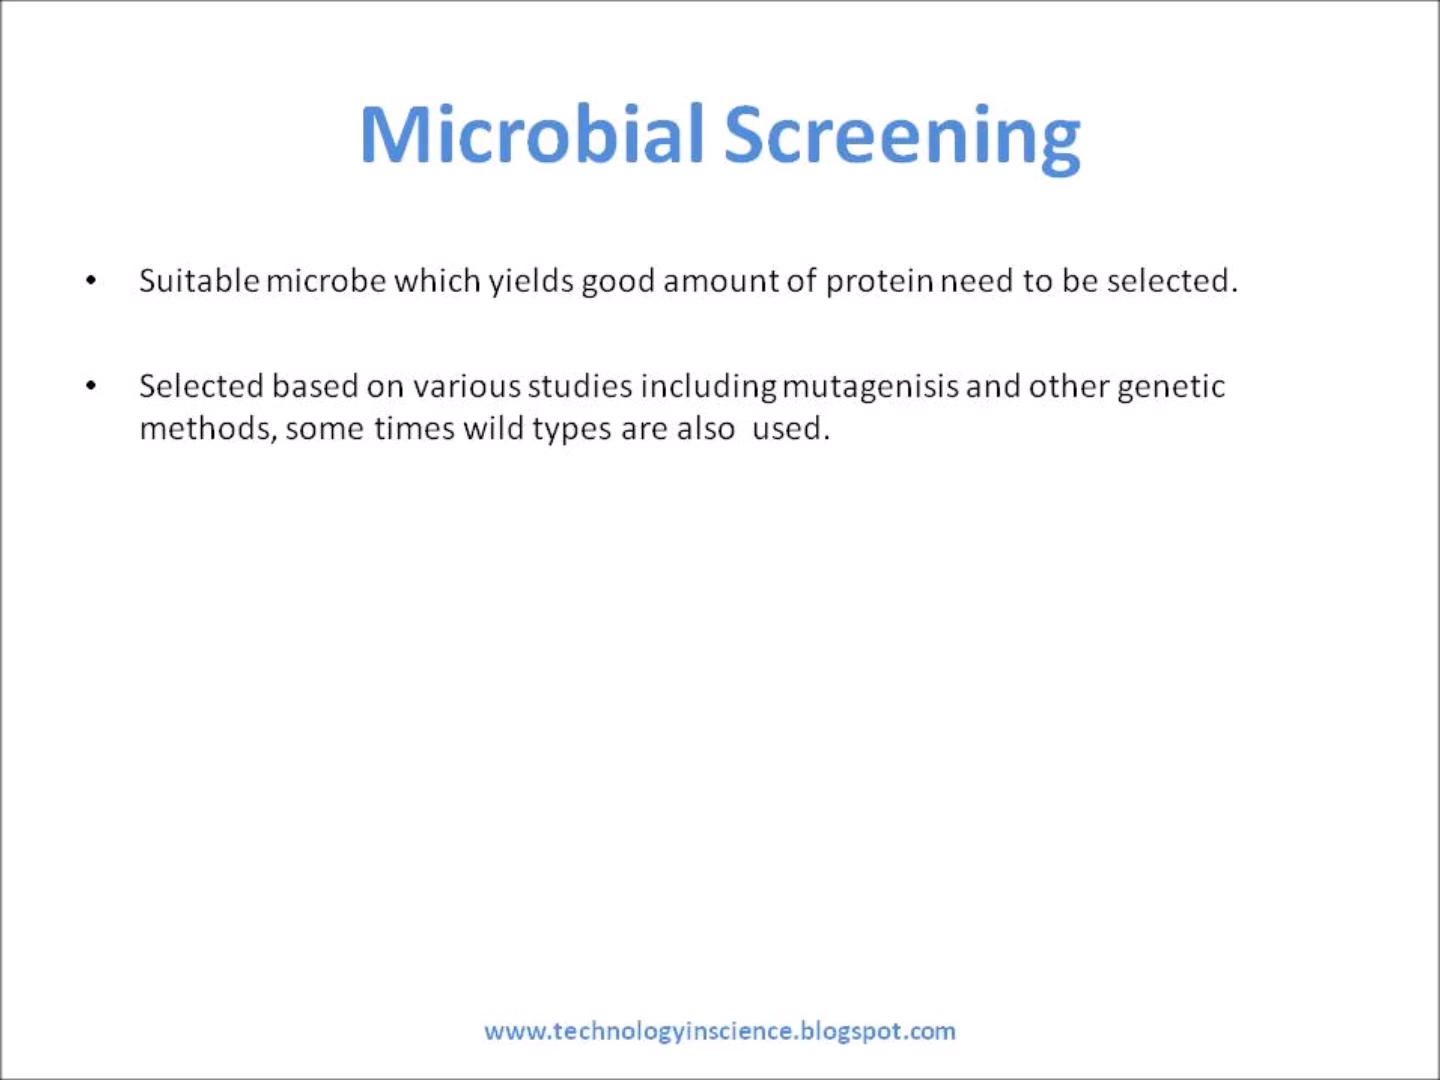 Microbial Screening
• Suitable microbe which yields good amount of protein need to be selected.
• Selected based on various studies including mutagenisis and other genetic
methods, some times wild types are also used.
www.technologyinscience.blogspot.com